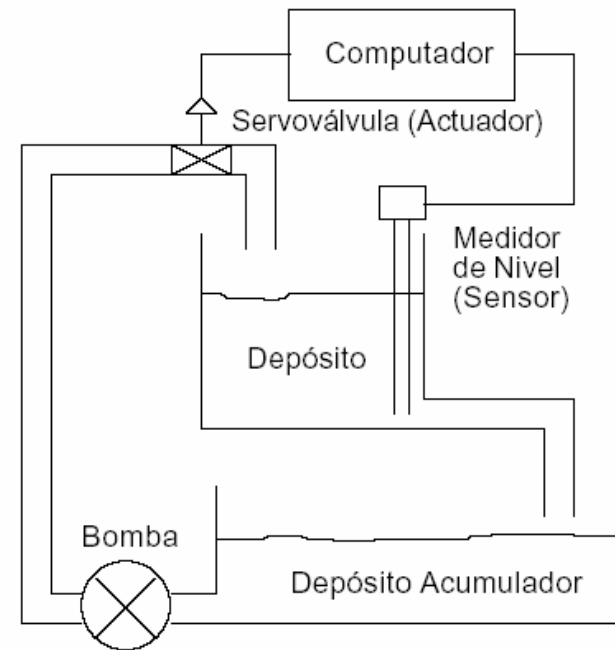 Computador
Servoválvula (Actuador)
Medidor
de Nivel
(Sensor)
Depósito
Bomba
Depósito Acumulador